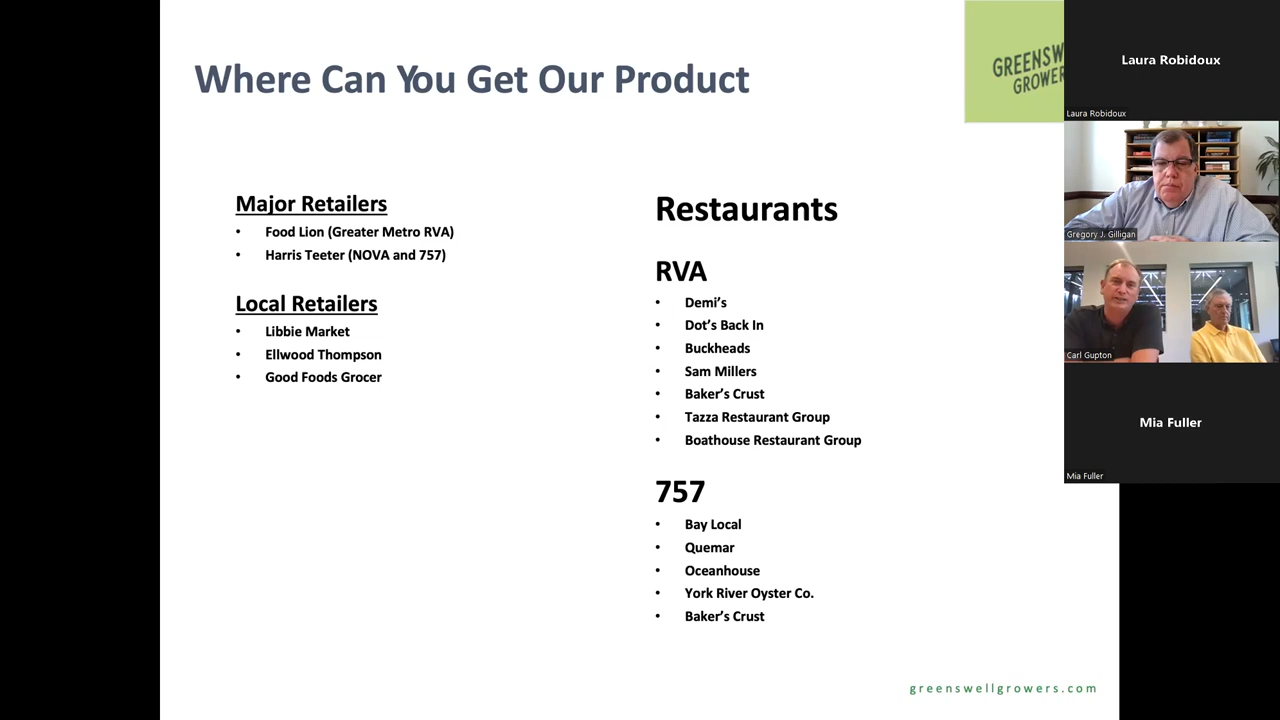 Where Can You Get Our Product
GREENSW
GROWE
Major Retailers
• Food Lion (Greater Metro RVA)
• Harris Teeter (NOVA and 757)
Local Retailers
• Libbie Market
• Ellwood Thompson
• Good Foods Grocer
Restaurants
RVA
• Demi's
• Dot's Back In
• Buckheads
• Sam Millers
• Baker's Crust
• Tazza Restaurant Group
• Boathouse Restaurant Group
757
• Bay Local
• Quemar
• Oceanhouse
• York River Oyster Co.
• Baker's Crust
greenswellgrowers.com
Laura Robidoux
Laura Robidoux
Gregory J. Gilligan
Carl Gupton
Mia Fuller
Mia Fuller